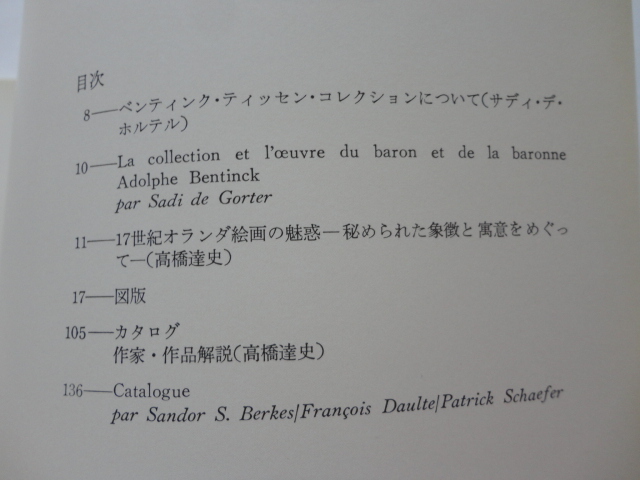 目次
8—ベンティンク・ティッセン・コレクションについて(サディ・デ・
ホルテル)
10—La collection et l'œuvre du baron et de la baronne
Adolphe Bentinck
par Sadi de Gorter
11—17世紀オランダ絵画の魅惑―秘められた象徴と寓意をめぐっ
て―(高橋達史)
17—図版
105—カタログ
作家・作品解説(高橋達史)
136—Catalogue
par Sandor S. Berkes/François Daulte/Patrick Schaefer